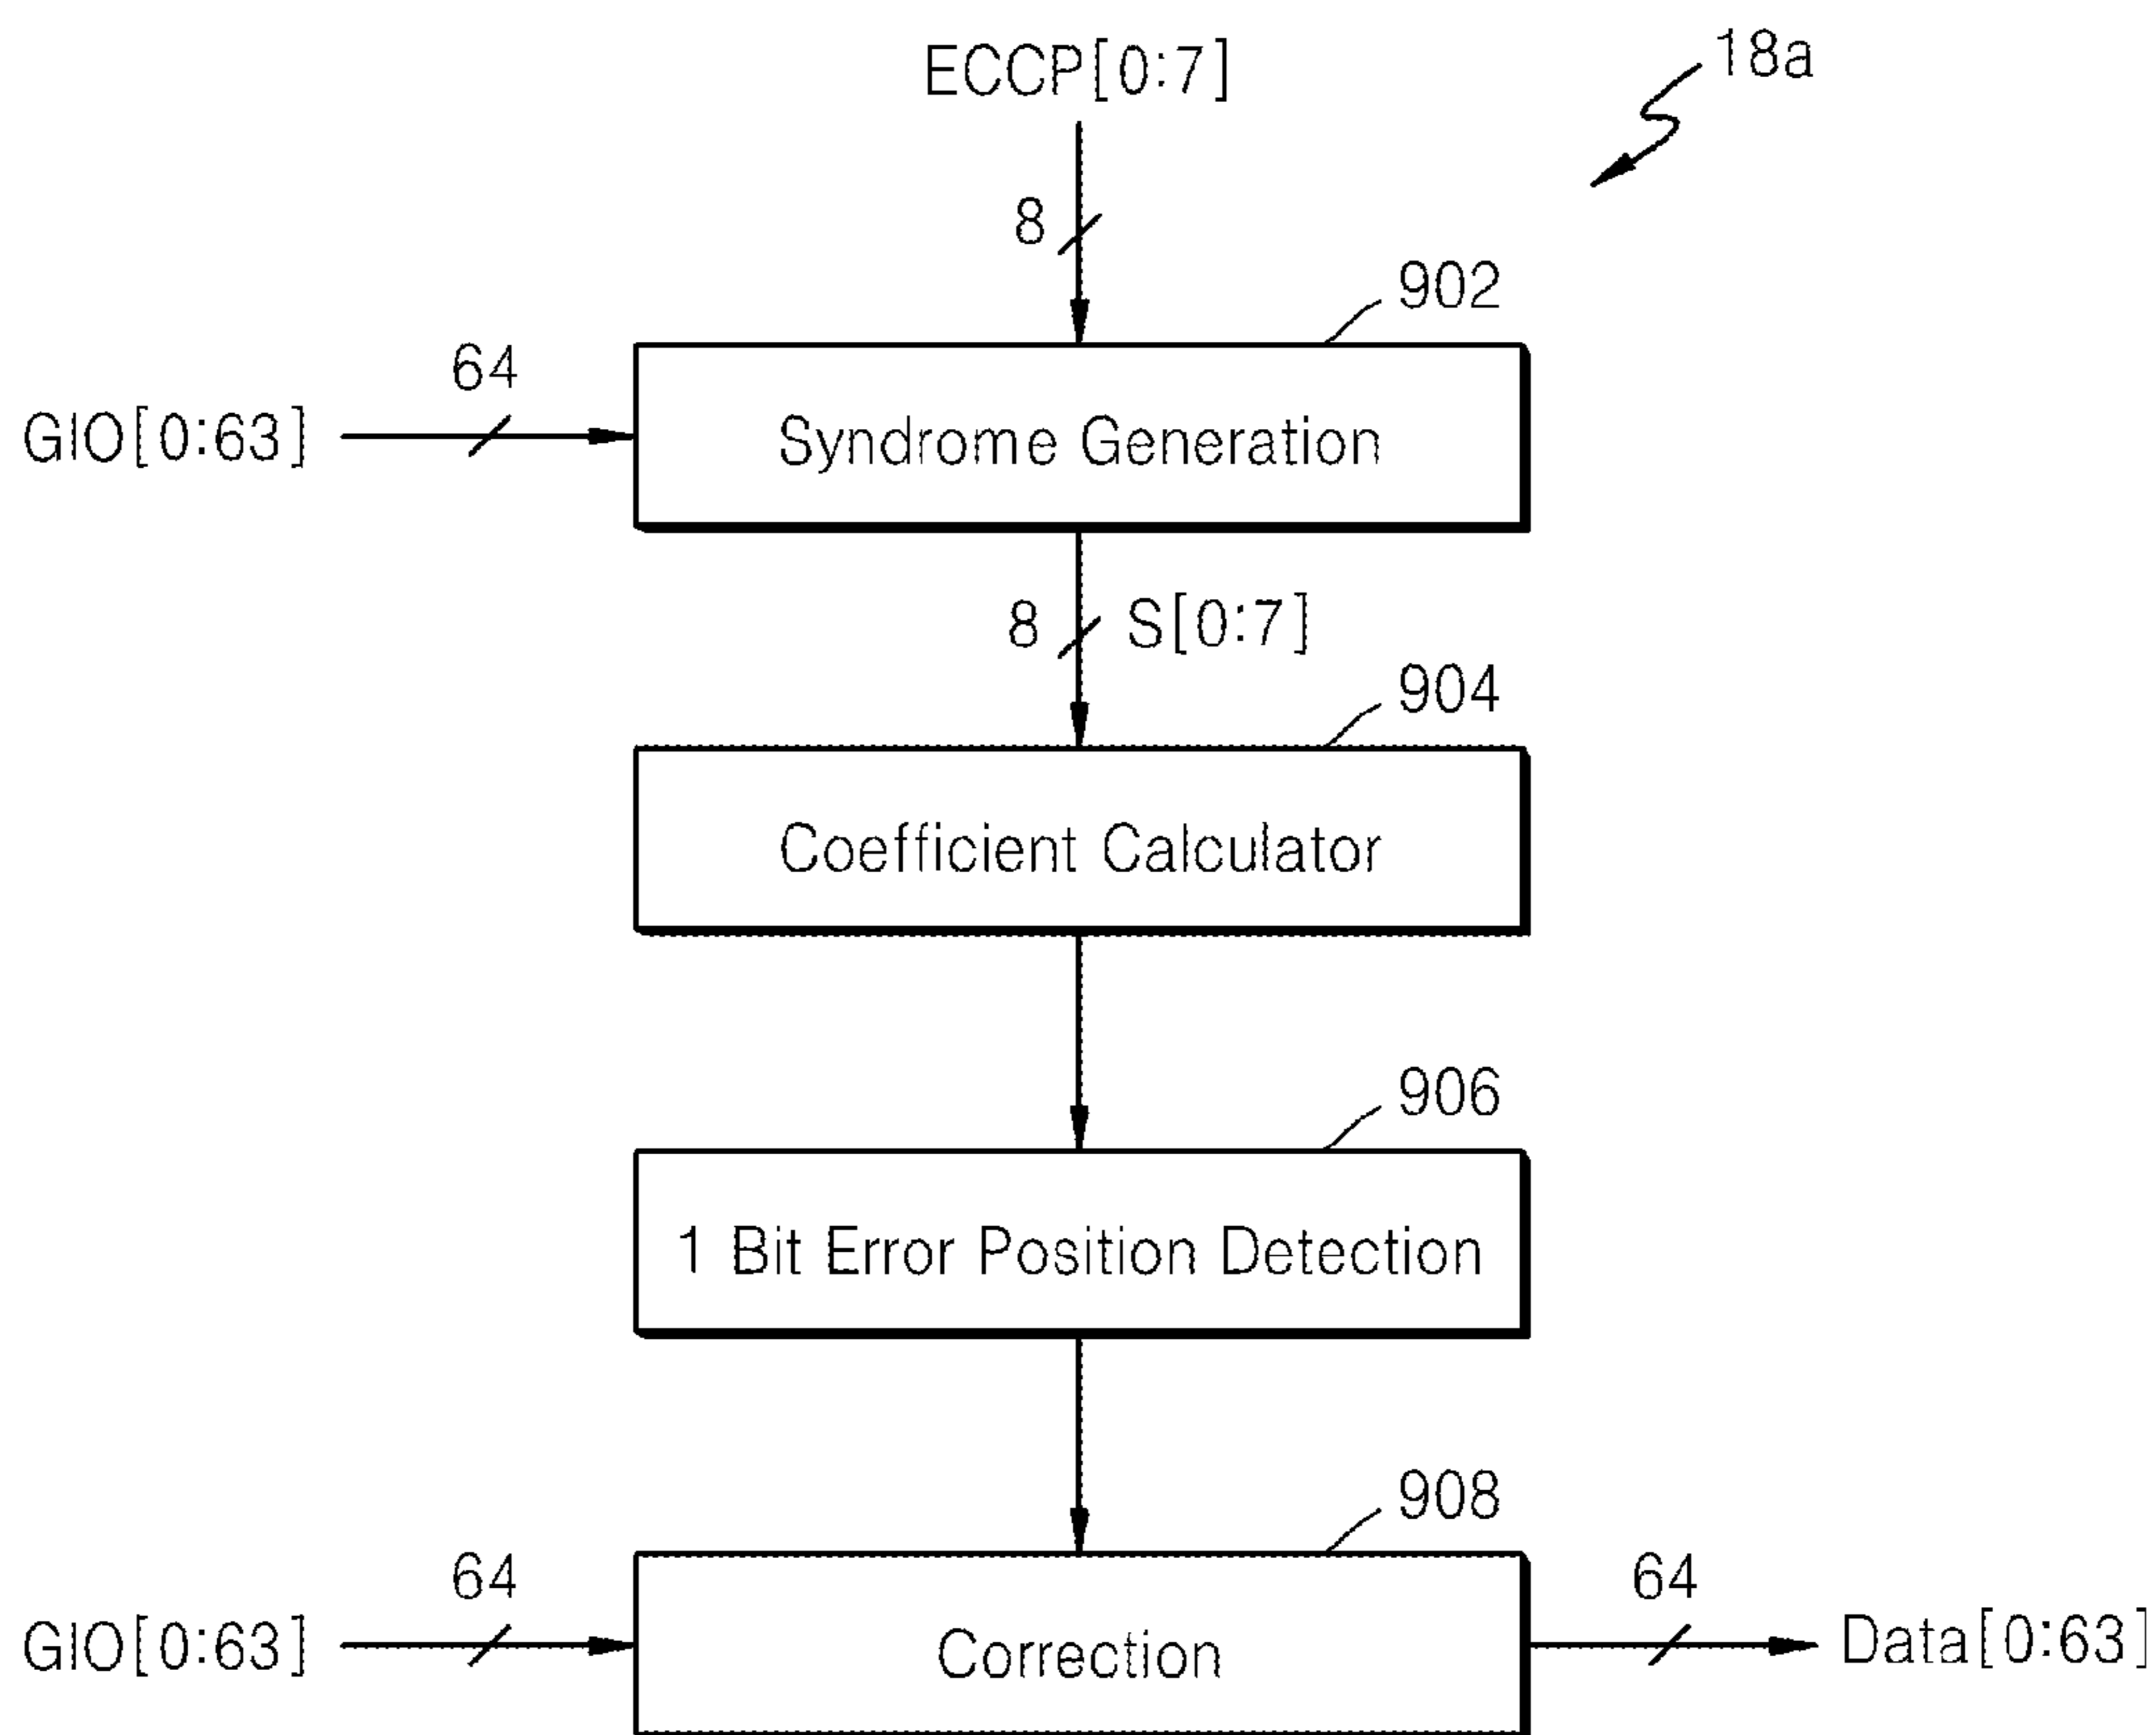 ECCP[0:7]
18a
8
902
64
GIO[0:63]
Syndrome Generation
8
S[0:7]
904
Coefficient Calculator
906
1 Bit Error Position Detection
908
64
64
GIO[0:63]
Correction
Data[0:63]